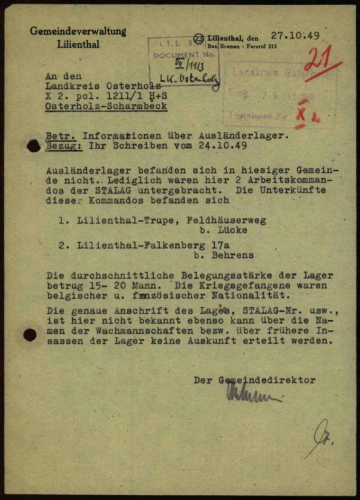 Gemeindeverwaltung
Lilienthal
23 Lilienthal, den 27.10.49
Bez. Bremen - Fernruf 213
DOCUMENT No.
21
An den
Landkreis Osterholz
X 2. pol. 1211/1 H+S
Osterholz-Scharmbeck
X 2
Betr. Informazionen über Ausländerlager.
Bezug: Ihr Schreiben vom 24.10.49
Ausländerlager befanden sich in hiesiger Gemein-
de nicht. Lediglich waren hier 2 Arbeitskomman-
dos der STALAG untergebracht. Die Unterkünfte
dieser Kommandos befanden sich
1. Lilienthal-Trupe, Feldhäuserweg
b. Lücke
2. Lilienthal-Falkenberg 17a
b. Behrens
Die durchschnittliche Belegungsstärke der Lager
betrug 15- 20 Mann. Die Kriegsgefangene waren
belgischer u. französischer Nationalität.
Die genaue Anschrift des Lagers, STALAG-Nr. usw.,
ist hier nicht bekannt ebenso kann über die Na-
men der Wachmannschaften bezw. über frühere In-
sassen der Lager keine Auskunft erteilt werden.
Der Gemeindedirektor